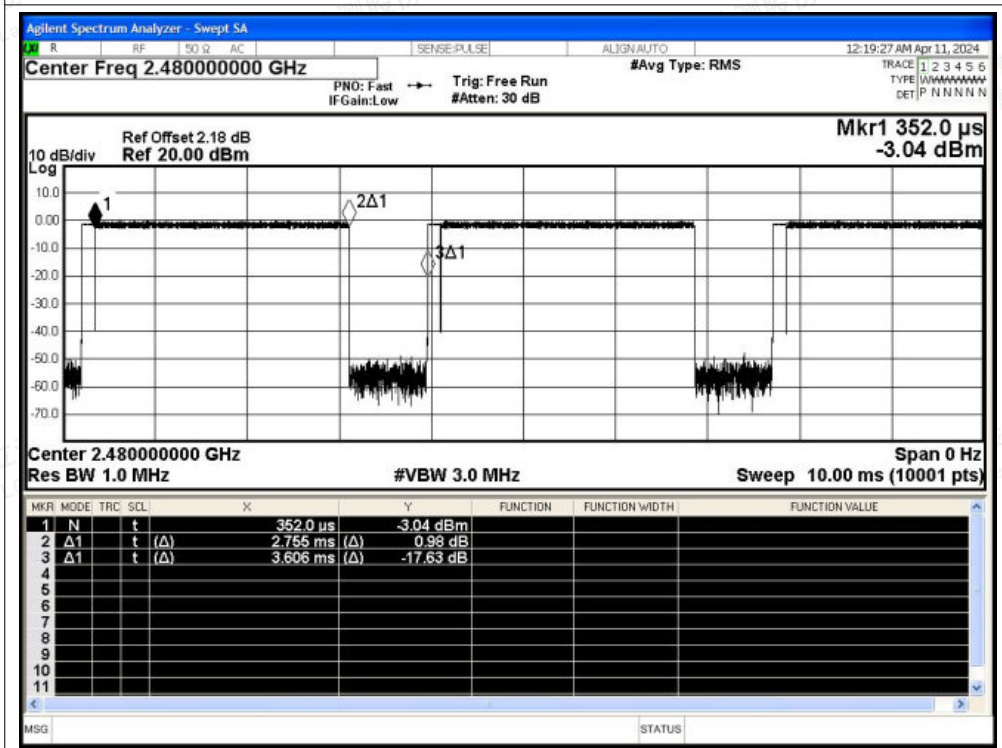 Agilent Spectrum Analyzer - Swept SA
LXI R RF 50 Ω AC SENSE:PULSE ALIGN AUTO 12:19:27 AM Apr 11, 2024
Center Freq 2.480000000 GHz #Avg Type: RMS TRACE 1 2 3 4 5 6
PNO: Fast Trig: Free Run TYPE WWWWWW
IFGain:Low #Atten: 30 dB DET P N N N N N
Mkr1 352.0 µs
Ref Offset 2.18 dB
10 dB/div Ref 20.00 dBm -3.04 dBm
Log
10.0
1 2Δ1
0.00
-10.0
3Δ1
-20.0
-30.0
-40.0
-50.0
-60.0
-70.0
Center 2.480000000 GHz Span 0 Hz
Res BW 1.0 MHz #VBW 3.0 MHz Sweep 10.00 ms (10001 pts)
MKR MODE TRC SCL X Y FUNCTION FUNCTION WIDTH FUNCTION VALUE
1 N t 352.0 µs -3.04 dBm
2 Δ1 t (Δ) 2.755 ms (Δ) 0.98 dB
3 Δ1 t (Δ) 3.606 ms (Δ) -17.63 dB
4
5
6
7
8
9
10
11
MSG STATUS